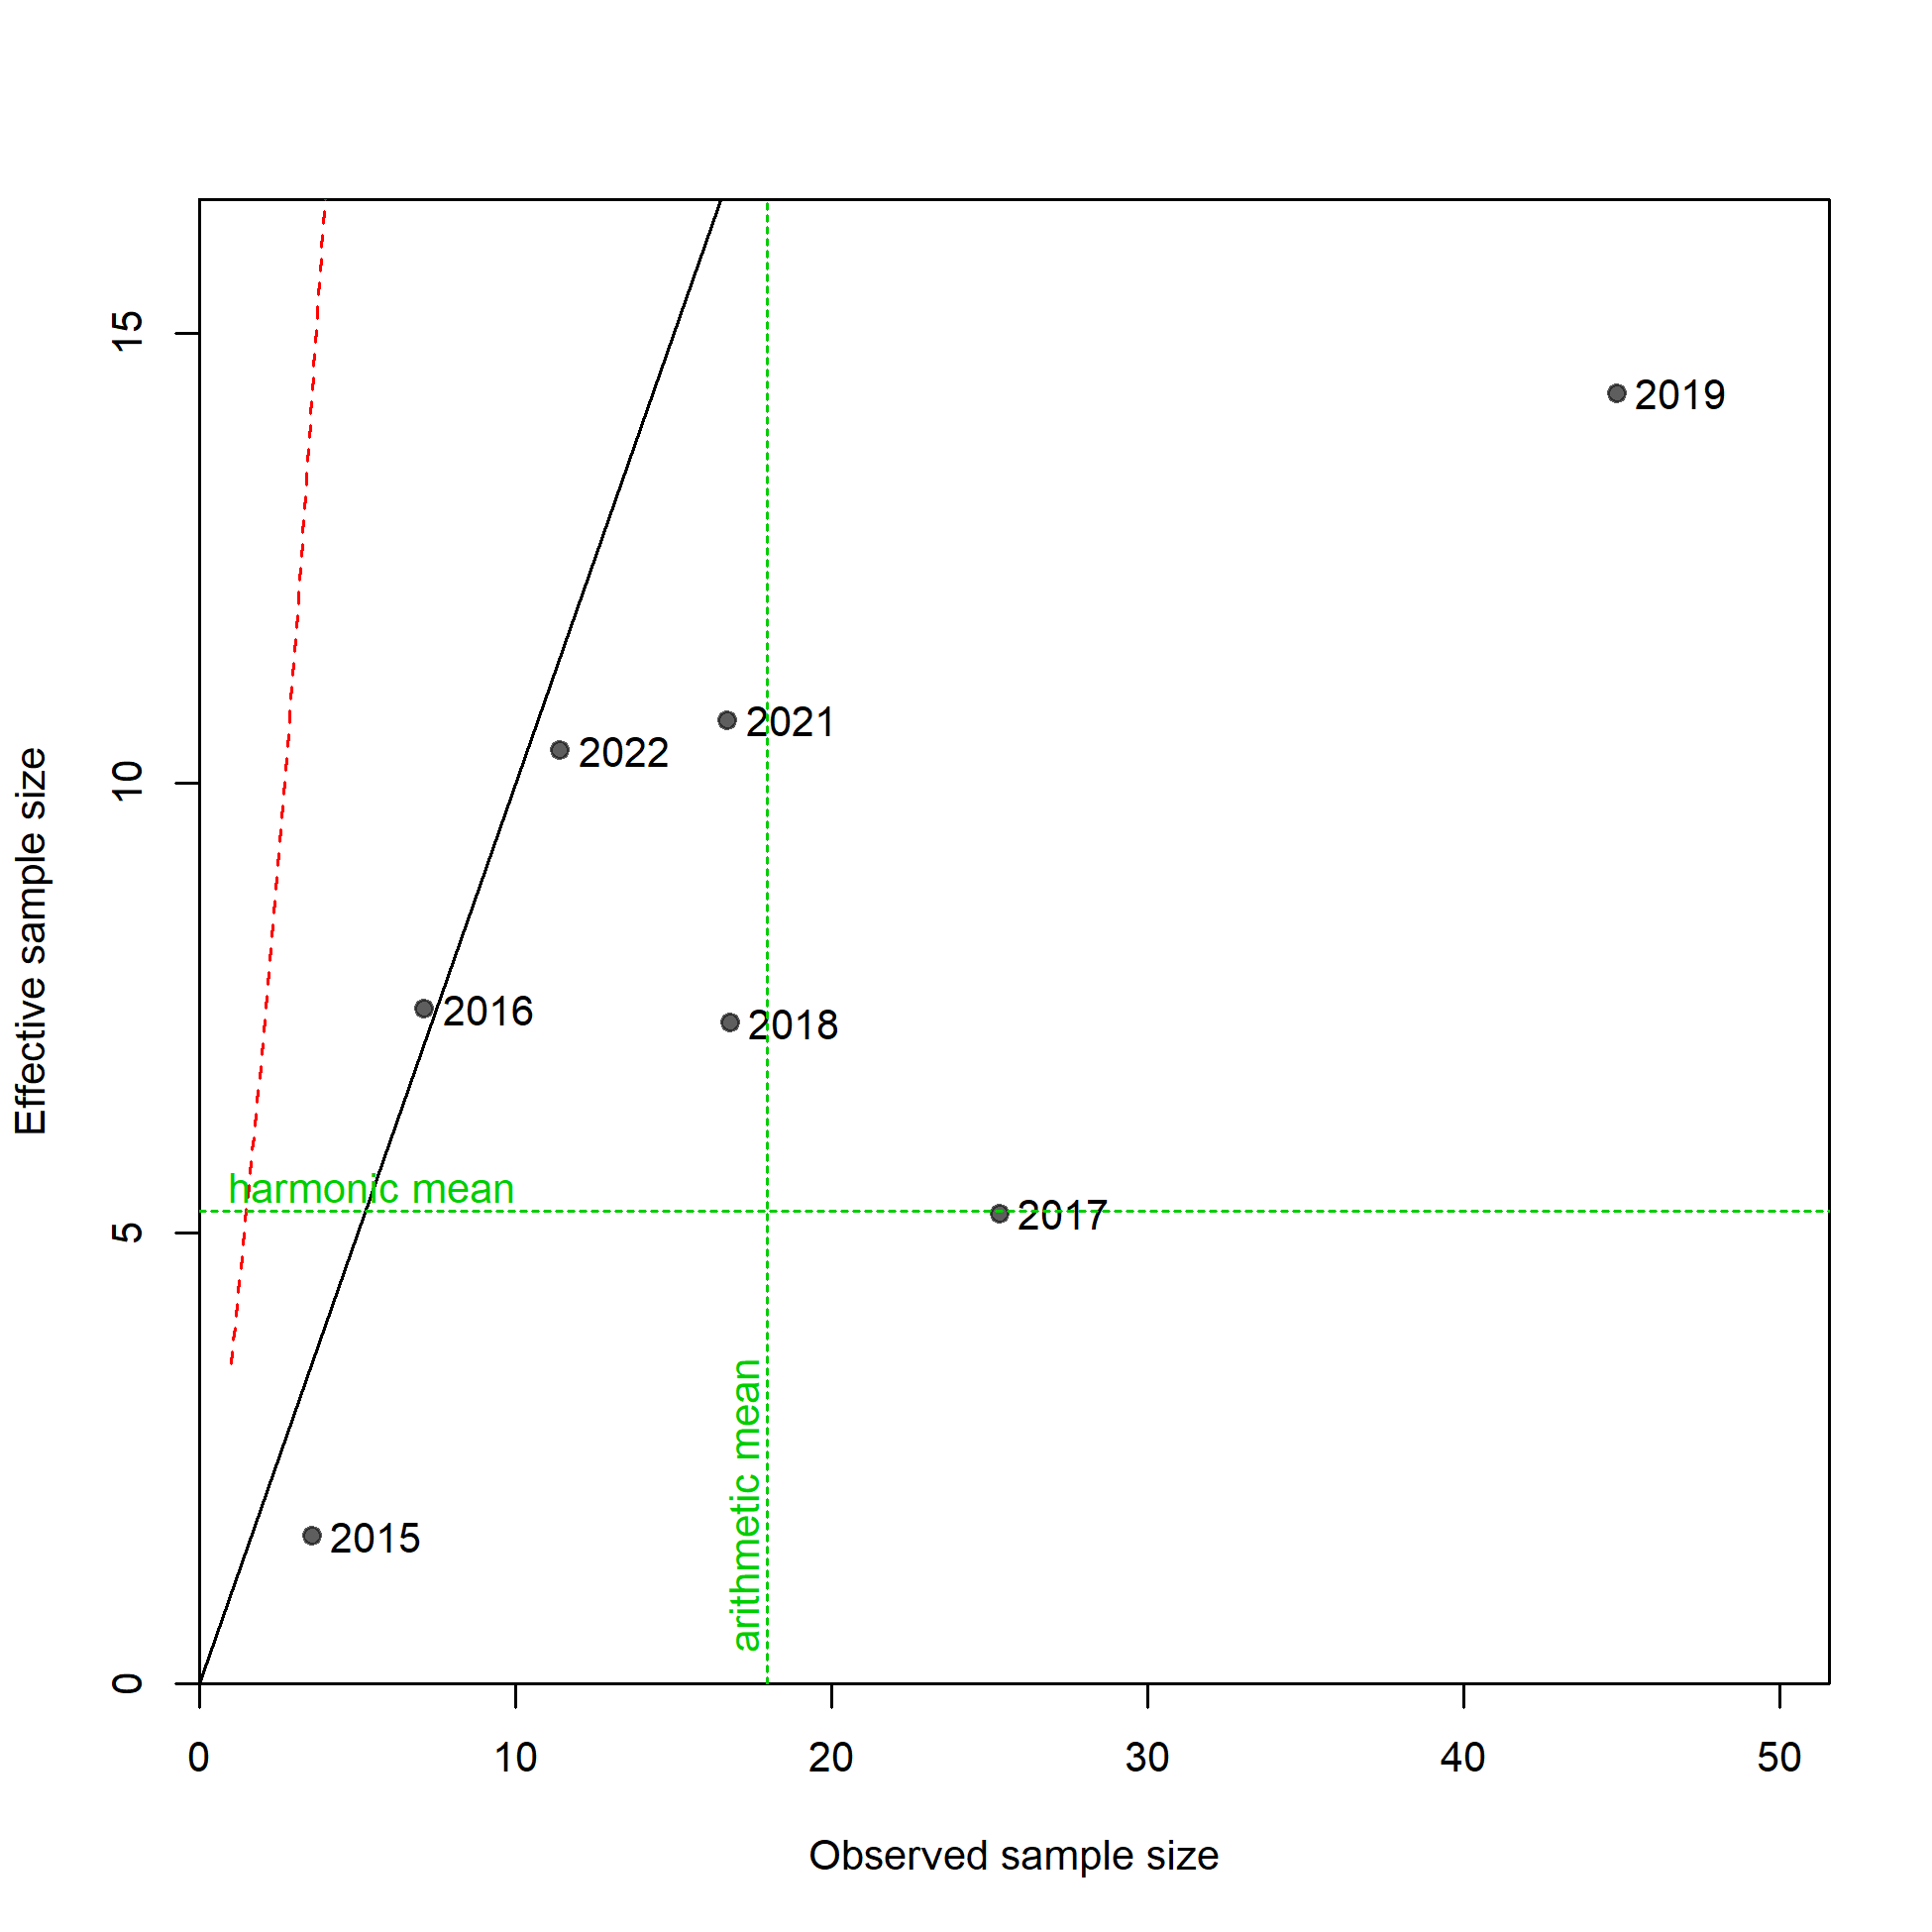 15
2019
2021
2022
10
Effective sample size
2016
2018
harmonic mean
2017
5
arithmetic mean
2015
0
0 10 20 30 40 50
Observed sample size